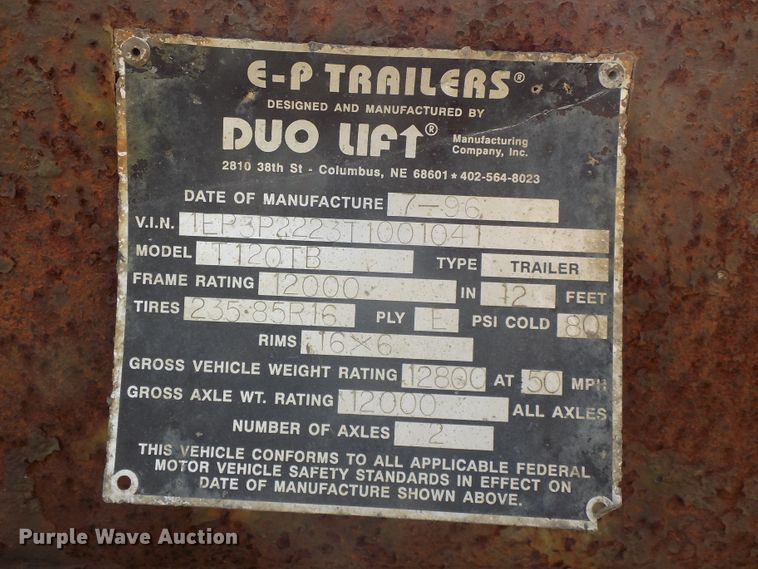 E-P TRAILERS®
DESIGNED AND MANUFACTURED BY
DUO LIFT® Manufacturing Company, Inc.
2810 38th St - Columbus, NE 68601 ★ 402-564-8023
DATE OF MANUFACTURE 7-96
V.I.N. 1EP3P2223T1001041
MODEL T120TB TYPE TRAILER
FRAME RATING 12000 IN 12 FEET
TIRES 235-85R16 PLY E PSI COLD 80
RIMS 16×6
GROSS VEHICLE WEIGHT RATING 12800 AT 50 MPH
GROSS AXLE WT. RATING 12000 ALL AXLES
NUMBER OF AXLES 2
THIS VEHICLE CONFORMS TO ALL APPLICABLE FEDERAL
MOTOR VEHICLE SAFETY STANDARDS IN EFFECT ON
DATE OF MANUFACTURE SHOWN ABOVE.
Purple Wave Auction